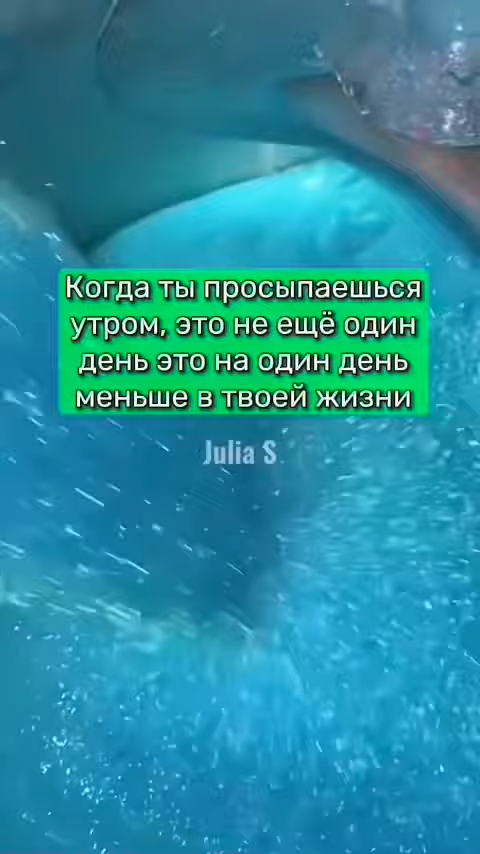 Когда ты просыпаешься
утром, это не ещё один
день это на один день
меньше в твоей жизни
Julia S